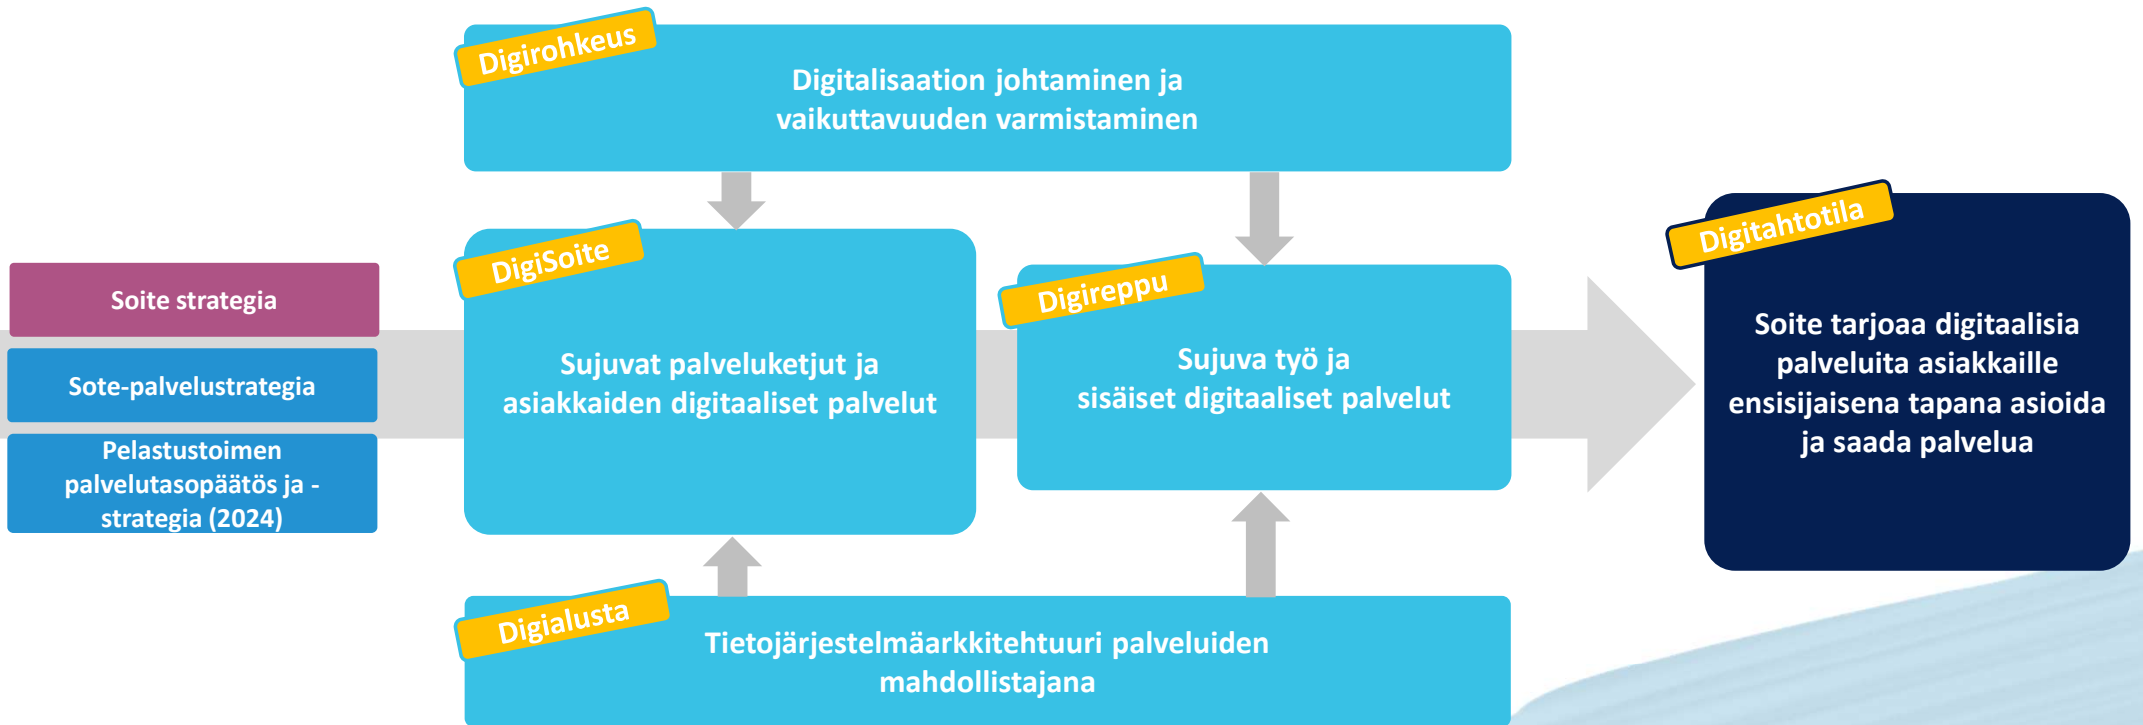 Digirohkeus
Digitalisaation johtaminen ja
vaikuttavuuden varmistaminen
Soite strategia
Sote-palvelustrategia
Pelastustoimen
palvelutasopäätös ja -
strategia (2024)
DigiSoite
Sujuvat palveluketjut ja
asiakkaiden digitaaliset palvelut
Digireppu
Sujuva työ ja
sisäiset digitaaliset palvelut
Digitahtotila
Soite tarjoaa digitaalisia
palveluita asiakkaille
ensisijaisena tapana asioida
ja saada palvelua
Digialusta
Tietojärjestelmäarkkitehtuuri palveluiden
mahdollistajana